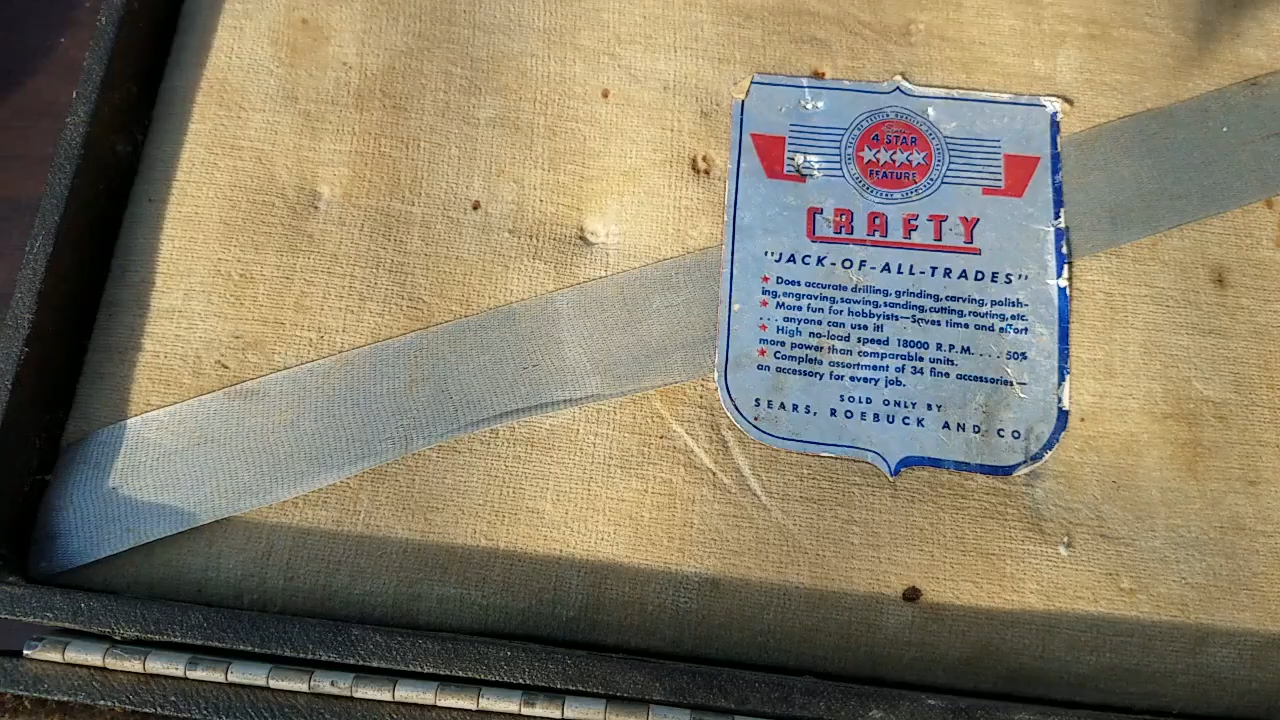 Sears
4 STAR
FEATURE
CRAFTY
"JACK-OF-ALL-TRADES"
Does accurate drilling, grinding, carving, polish-
ing, engraving, sawing, sanding, cutting, routing, etc.
More fun for hobbyists—Saves time and effort
... anyone can use it!
High no-load speed 18000 R.P.M. . . . 50%
more power than comparable units.
Complete assortment of 34 fine accessories—
an accessory for every job.
SOLD ONLY BY
SEARS, ROEBUCK AND CO.